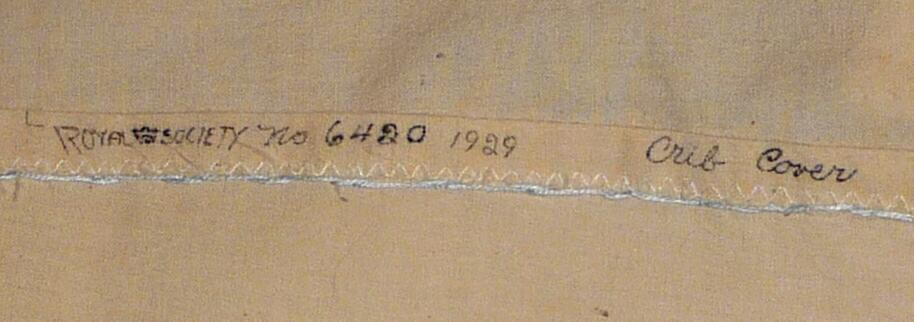 ROYAL SOCIETY No 6420 1929 Crib Cover